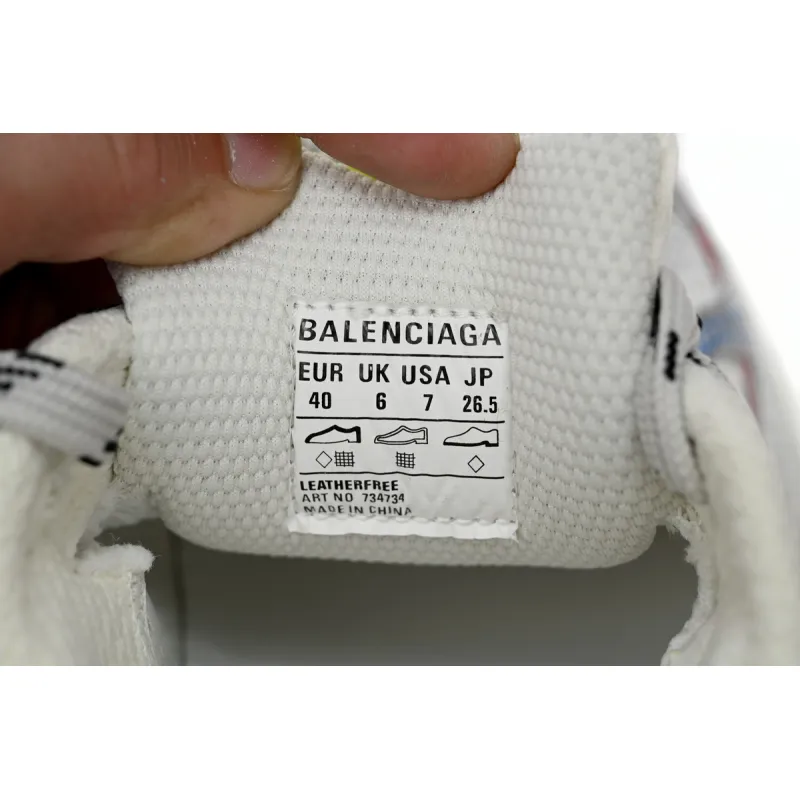 BALENCIAGA
EUR UK USA JP
40 6 7 26.5
LEATHERFREE
ART NO 734734
MADE IN CHINA